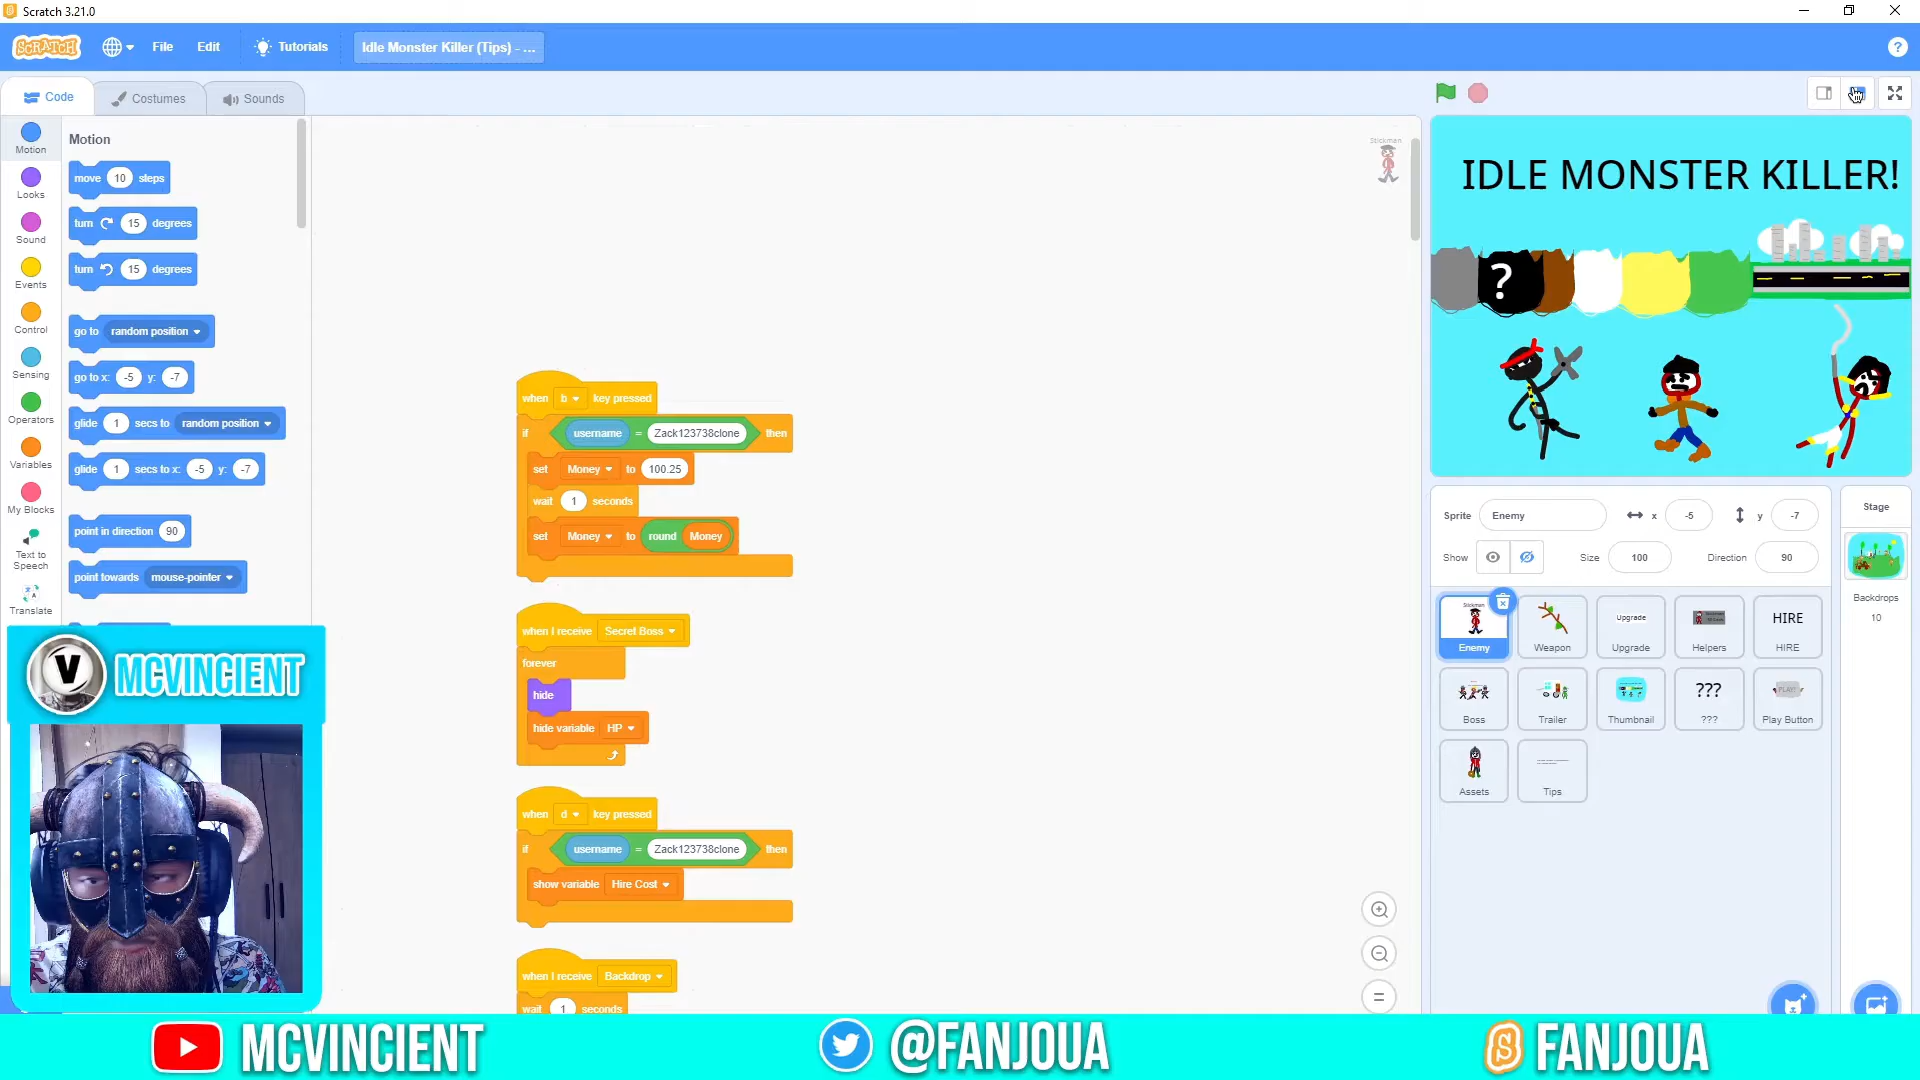 Scratch 3.21.0
SCRATCH File Edit Tutorials Idle Monster Killer (Tips) - ... ?
Code Costumes Sounds
Motion
Looks
Sound
Events
Control
Sensing
Operators
Variables
My Blocks
Text to
Speech
Translate
Motion
move 10 steps
turn 15 degrees
turn 15 degrees
go to random position
go to x: -5 y: -7
glide 1 secs to random position
glide 1 secs to x: -5 y: -7
point in direction 90
point towards mouse-pointer
when b key pressed
if username = Zack123738clone then
set Money to 100.25
wait 1 seconds
set Money to round Money
when I receive Secret Boss
forever
hide
hide variable HP
when d key pressed
if username = Zack123738clone then
show variable Hire Cost
when I receive Backdrop
wait 1 seconds
Stickman
IDLE MONSTER KILLER!
?
Sprite Enemy x -5 y -7
Show Size 100 Direction 90
Stickman
Enemy
Weapon
Upgrade
Upgrade
Helpers
HIRE
HIRE
Boss
Trailer
Thumbnail
???
???
PLAY!
Play Button
Assets
Tips
Stage
Backdrops
10
V MCVINCIENT
MCVINCIENT
@FANJOUA
S FANJOUA